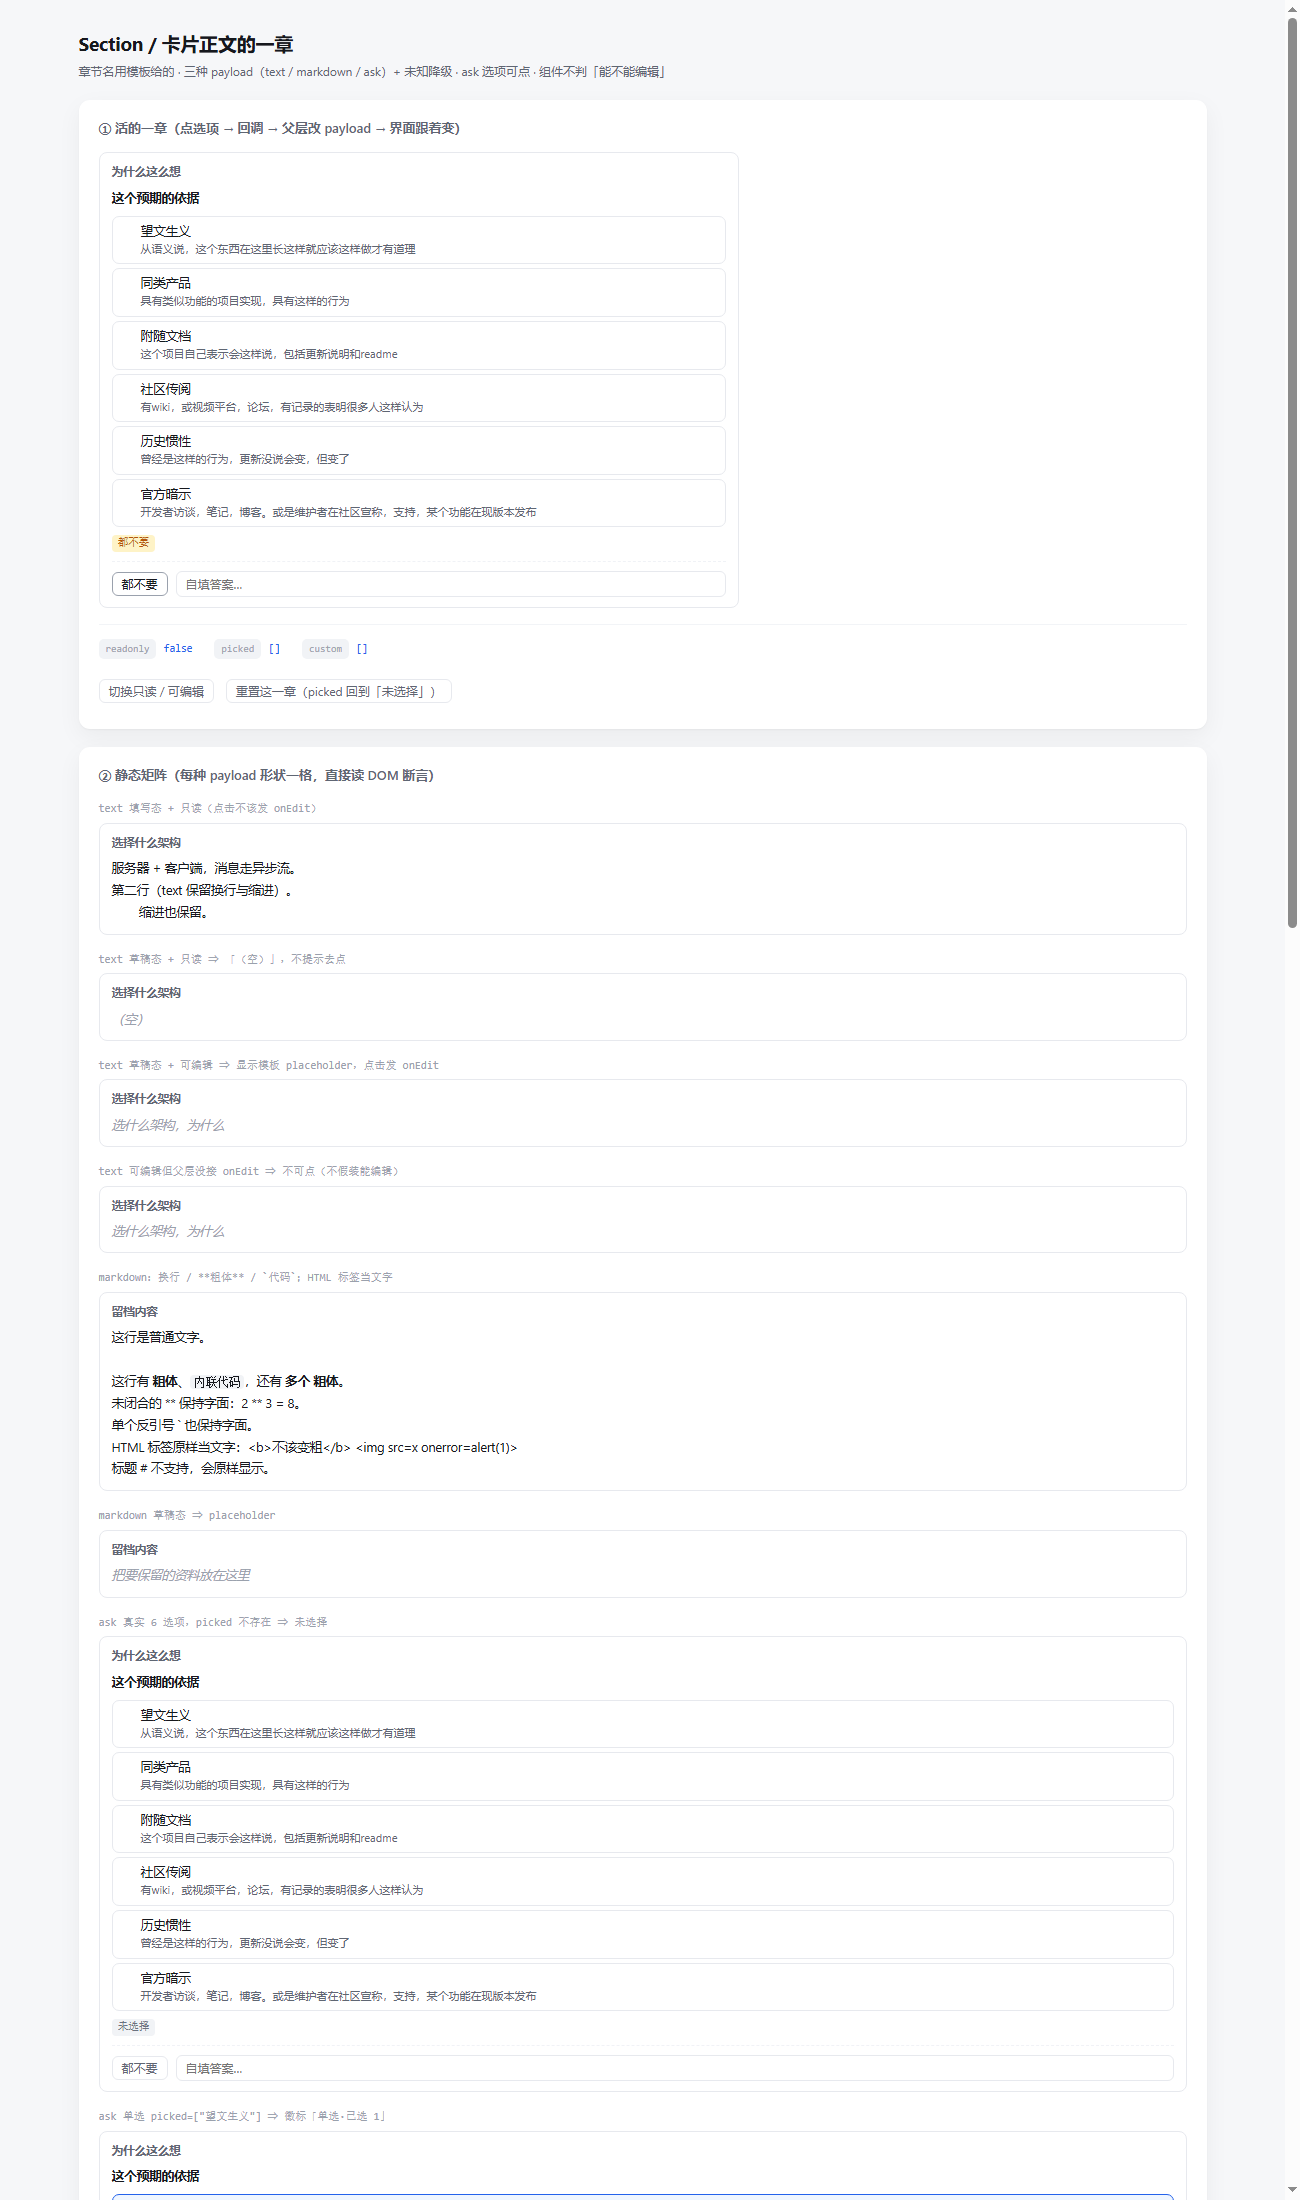 Section / 卡片正文的一章
章节名用模板给的 · 三种 payload（text / markdown / ask）+ 未知降级 · ask 选项可点 · 组件不判「能不能编辑」
① 活的一章（点选项 → 回调 → 父层改 payload → 界面跟着变）
为什么这么想
这个预期的依据
望文生义
从语义说，这个东西在这里长这样就应该这样做才有道理
同类产品
具有类似功能的项目实现，具有这样的行为
附随文档
这个项目自己表示会这样说，包括更新说明和readme
社区传阅
有wiki，或视频平台，论坛，有记录的表明很多人这样认为
历史惯性
曾经是这样的行为，更新没说会变，但变了
官方暗示
开发者访谈，笔记，博客。或是维护者在社区宣称，支持，某个功能在现版本发布
都不要
都不要 自填答案...
readonly false picked [] custom []
切换只读 / 可编辑 重置这一章（picked 回到「未选择」）
② 静态矩阵（每种 payload 形状一格，直接读 DOM 断言）
text 填写态 + 只读（点击不该发 onEdit）
选择什么架构
服务器 + 客户端，消息走异步流。
第二行（text 保留换行与缩进）。
缩进也保留。
text 草稿态 + 只读 ⇒ 「（空）」，不提示去点
选择什么架构
（空）
text 草稿态 + 可编辑 ⇒ 显示模板 placeholder，点击发 onEdit
选择什么架构
选什么架构，为什么
text 可编辑但父层没接 onEdit ⇒ 不可点（不假装能编辑）
选择什么架构
选什么架构，为什么
markdown：换行 / **粗体** / `代码`；HTML 标签当文字
留档内容
这行是普通文字。
这行有 粗体、 内联代码 ，还有 多个 粗体。
未闭合的 ** 保持字面：2 ** 3 = 8。
单个反引号 ` 也保持字面。
HTML 标签原样当文字：<b>不该变粗</b> <img src=x onerror=alert(1)>
标题 # 不支持，会原样显示。
markdown 草稿态 ⇒ placeholder
留档内容
把要保留的资料放在这里
ask 真实 6 选项，picked 不存在 ⇒ 未选择
为什么这么想
这个预期的依据
望文生义
从语义说，这个东西在这里长这样就应该这样做才有道理
同类产品
具有类似功能的项目实现，具有这样的行为
附随文档
这个项目自己表示会这样说，包括更新说明和readme
社区传阅
有wiki，或视频平台，论坛，有记录的表明很多人这样认为
历史惯性
曾经是这样的行为，更新没说会变，但变了
官方暗示
开发者访谈，笔记，博客。或是维护者在社区宣称，支持，某个功能在现版本发布
未选择
都不要 自填答案...
ask 单选 picked=["望文生义"] ⇒ 徽标「单选·已选 1」
为什么这么想
这个预期的依据